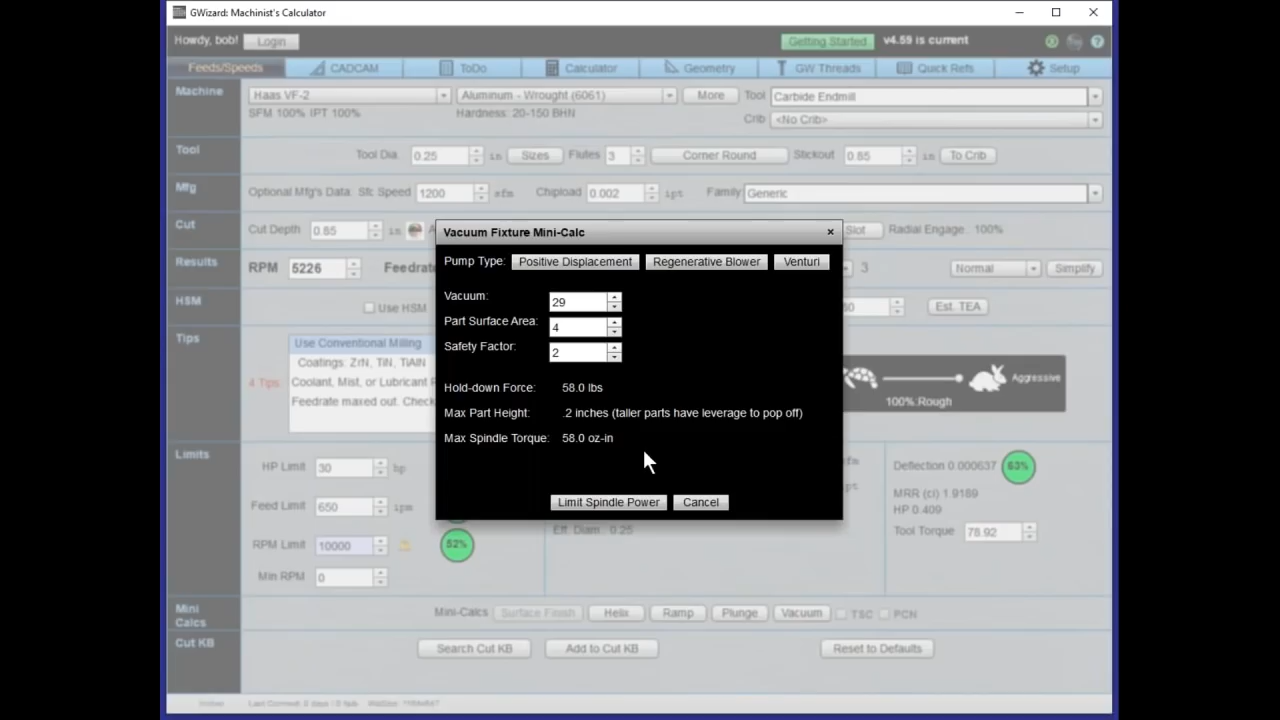 GWizard: Machinist's Calculator
Howdy, bob! Login Getting Started v4.59 is current
Feeds/Speeds CADCAM ToDo Calculator Geometry GW Threads Quick Refs Setup
Machine Haas VF-2 Aluminum - Wrought (6061) More Tool Carbide Endmill
SFM 100% IPT 100% Hardness: 20-150 BHN Crib <No Crib>
Tool Tool Dia. 0.25 in Sizes Flutes 3 Corner Round Stickout 0.85 in To Crib
Mfg Optional Mfg's Data: Sfc Speed 1200 sfm Chipload 0.002 ipt Family Generic
Cut Cut Depth 0.85 in Slot Radial Engage: 100%
Vacuum Fixture Mini-Calc
Pump Type: Positive Displacement Regenerative Blower Venturi
Vacuum: 29
Part Surface Area: 4
Safety Factor: 2
Hold-down Force: 58.0 lbs
Max Part Height: .2 inches (taller parts have leverage to pop off)
Max Spindle Torque: 58.0 oz-in
Limit Spindle Power Cancel
Results RPM 5226 Feedrate 3 Normal Simplify
HSM Use HSM Est. TEA
Tips Use Conventional Milling
Coatings: ZrN, TiN, TiAlN
4 Tips: Coolant, Mist, or Lubricant
Feedrate maxed out. Check
Aggressive
100%:Rough
Limits HP Limit 30 hp Deflection 0.000637 63%
MRR (ci) 1.9189
Feed Limit 650 ipm HP 0.409
Eff. Diam.: 0.25 Tool Torque 78.92
RPM Limit 10000 52%
Min RPM 0
Mini Calcs Mini-Calcs Surface Finish Helix Ramp Plunge Vacuum TSC PCN
Cut KB Search Cut KB Add to Cut KB Reset to Defaults